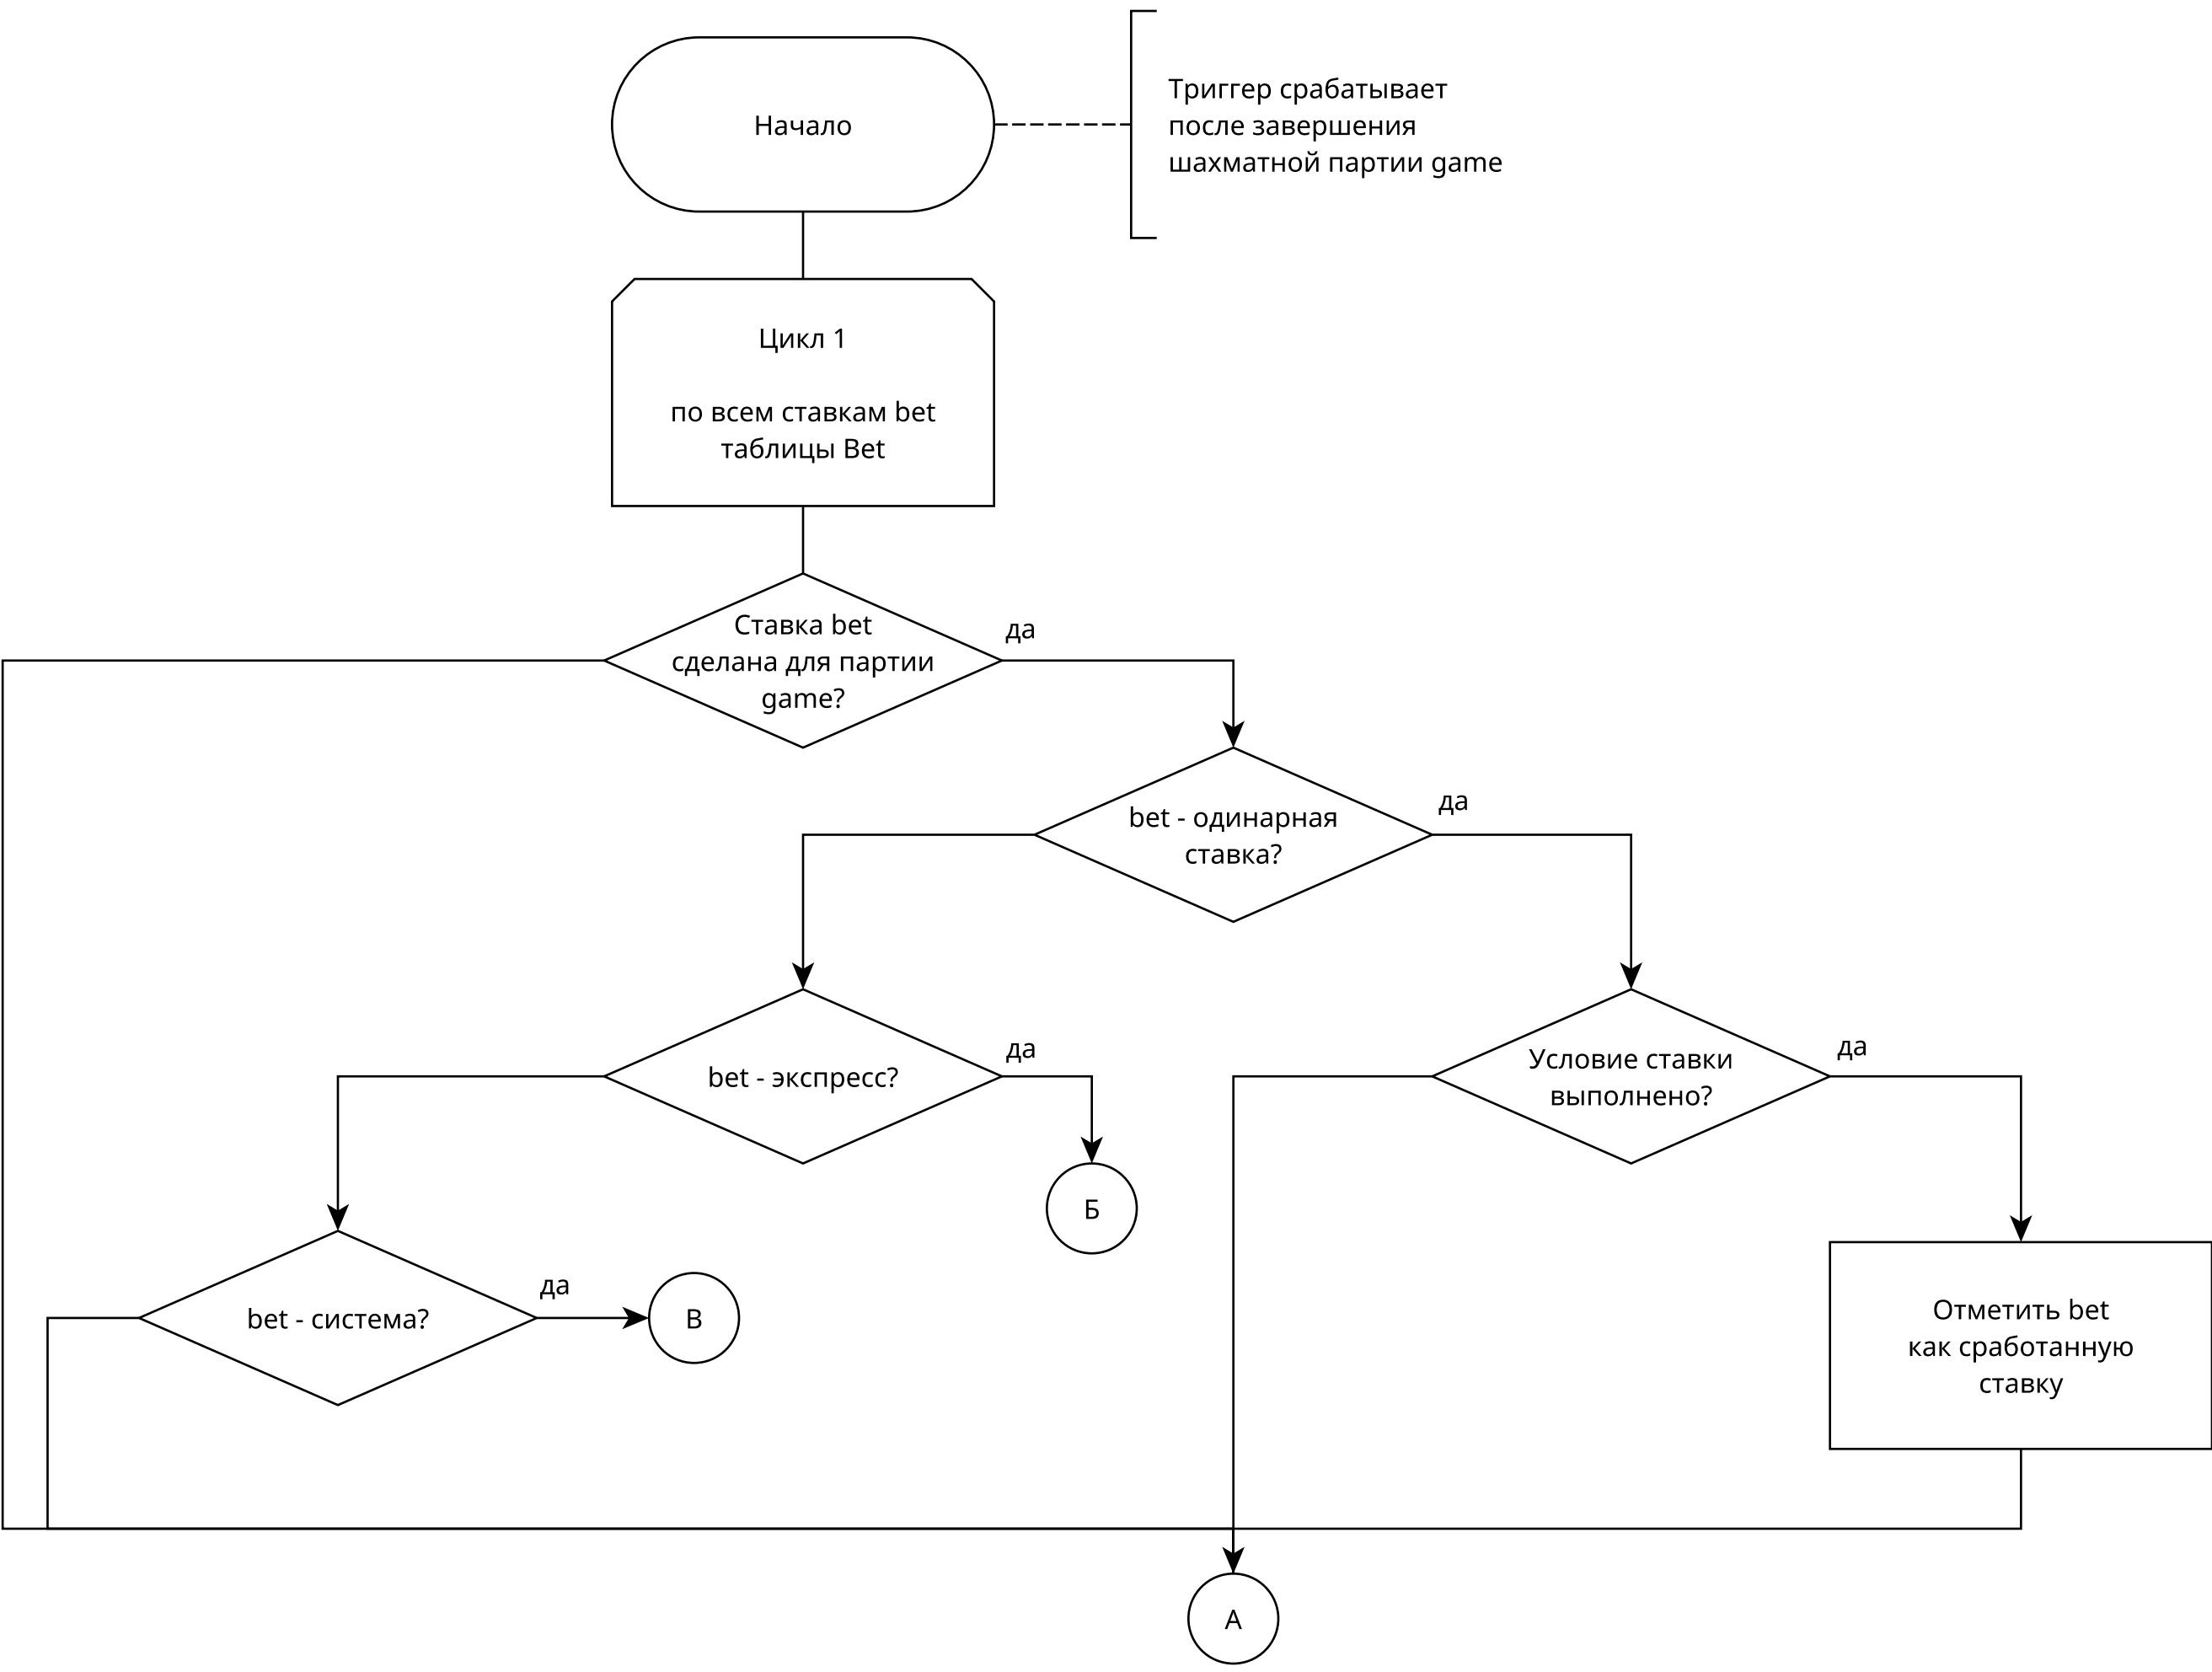 Начало
Триггер срабатывает
после завершения
шахматной партии game
Цикл 1
по всем ставкам bet
таблицы Bet
Ставка bet
сделана для партии
game?
да
bet - одинарная
ставка?
да
bet - экспресс?
да
Условие ставки
выполнено?
да
Б
bet - система?
да
В
Отметить bet
как сработанную
ставку
А